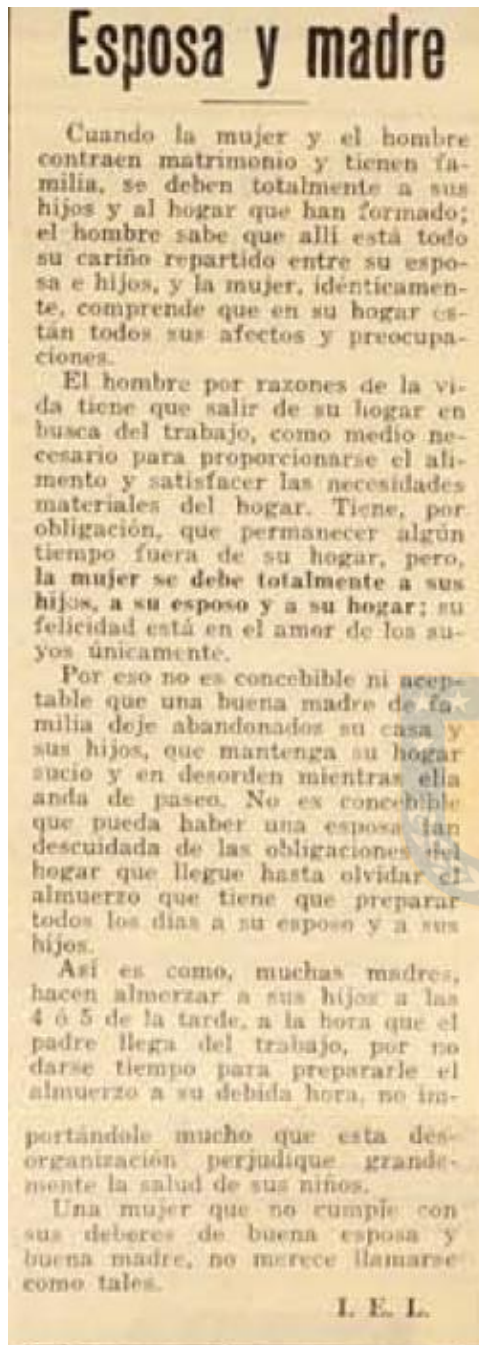 Esposa y madre
Cuando la mujer y el hombre
contraen matrimonio y tienen fa-
milia, se deben totalmente a sus
hijos y al hogar que han formado;
el hombre sabe que allí está todo
su cariño repartido entre su espo-
sa e hijos, y la mujer, idénticamen-
te, comprende que en su hogar es-
tán todos sus afectos y preocupa-
ciones.
El hombre por razones de la vi-
da tiene que salir de su hogar en
busca del trabajo, como medio ne-
cesario para proporcionarse el ali-
mento y satisfacer las necesidades
materiales del hogar. Tiene, por
obligación, que permanecer algún
tiempo fuera de su hogar, pero,
la mujer se debe totalmente a sus
hijos, a su esposo y a su hogar; su
felicidad está en el amor de los su-
yos únicamente.
Por eso no es concebible ni acep-
table que una buena madre de fa-
milia deje abandonados su casa y
sus hijos, que mantenga su hogar
sucio y en desorden mientras ella
anda de paseo. No es concebible
que pueda haber una esposa tan
descuidada de las obligaciones del
hogar que llegue hasta olvidar el
almuerzo que tiene que preparar
todos los días a su esposo y a sus
hijos.
Así es como, muchas madres,
hacen almorzar a sus hijos a las
4 ó 5 de la tarde, a la hora que el
padre llega del trabajo, por no
darse tiempo para prepararle el
almuerzo a su debida hora, no im-
portándole mucho que esta des-
organización perjudique grande-
mente la salud de sus niños.
Una mujer que no cumple con
sus deberes de buena esposa y
buena madre, no merece llamarse
como tales.
I. E. L.